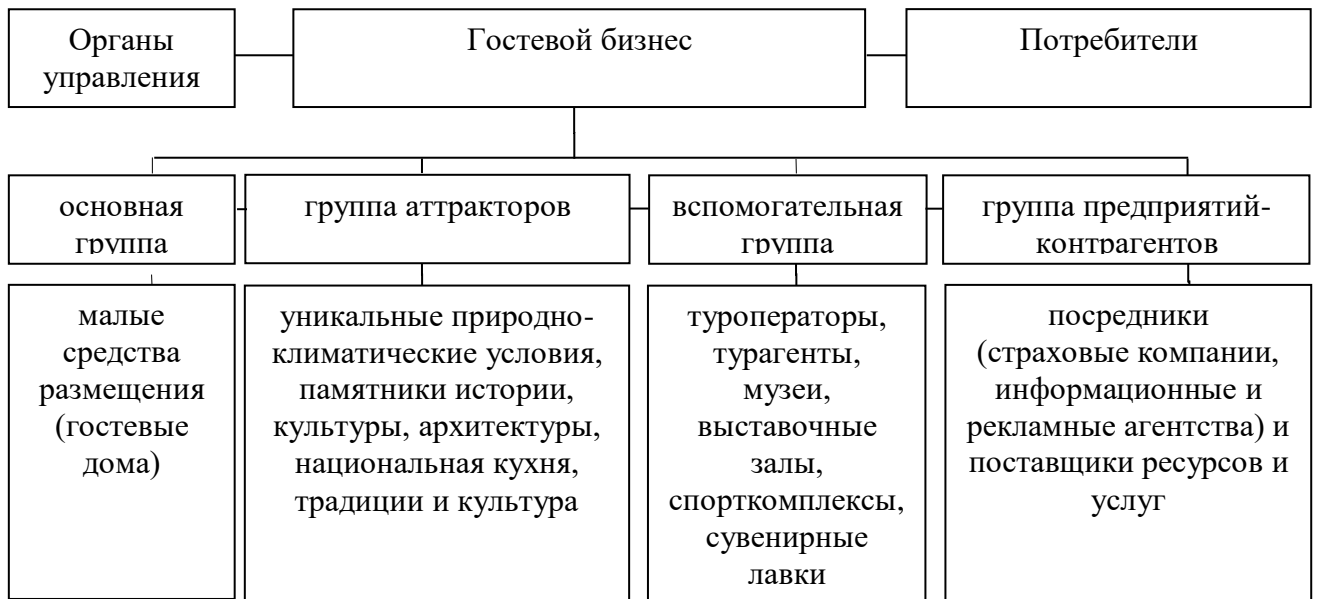 Органы
управления
Гостевой бизнес
Потребители
основная
группа
группа аттракторов
вспомогательная
группа
группа предприятий-
контрагентов
малые
средства
размещения
(гостевые
дома)
уникальные природно-
климатические условия,
памятники истории,
культуры, архитектуры,
национальная кухня,
традиции и культура
туроператоры,
турагенты,
музеи,
выставочные
залы,
спорткомплексы,
сувенирные
лавки
посредники
(страховые компании,
информационные и
рекламные агентства) и
поставщики ресурсов и
услуг